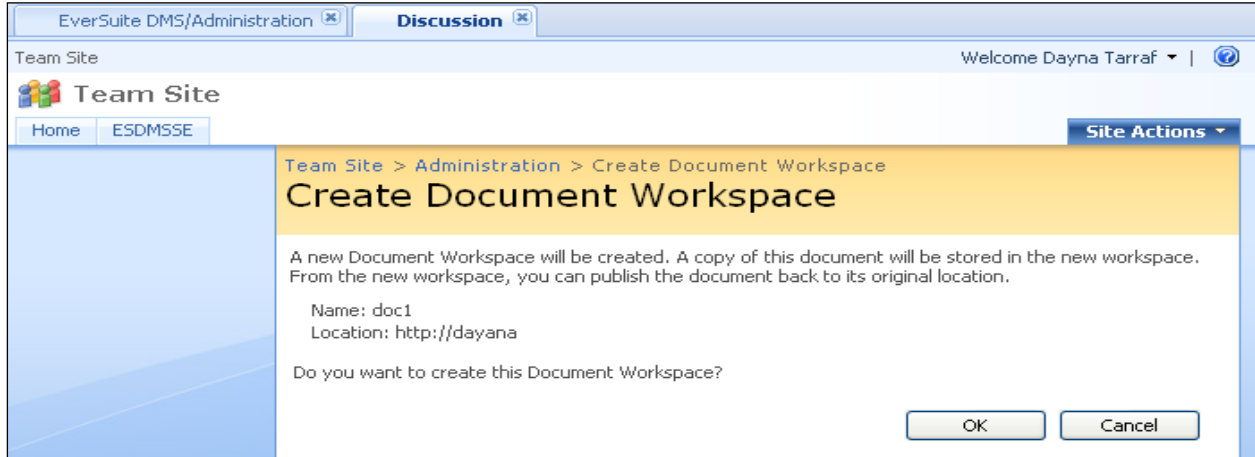 EverSuite DMS/Administration Discussion
Team Site Welcome Dayna Tarraf |
Team Site
Home ESDMSSE Site Actions
Team Site > Administration > Create Document Workspace
Create Document Workspace
A new Document Workspace will be created. A copy of this document will be stored in the new workspace.
From the new workspace, you can publish the document back to its original location.
Name: doc1
Location: http://dayana
Do you want to create this Document Workspace?
OK Cancel